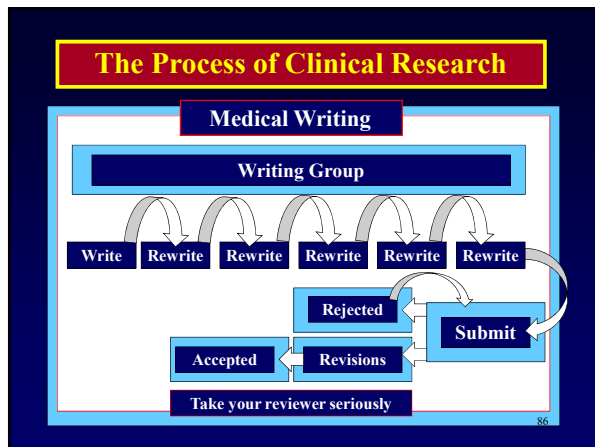 The Process of Clinical Research
Medical Writing
Writing Group
Write Rewrite Rewrite Rewrite Rewrite Rewrite
Rejected
Submit
Accepted Revisions
Take your reviewer seriously
86